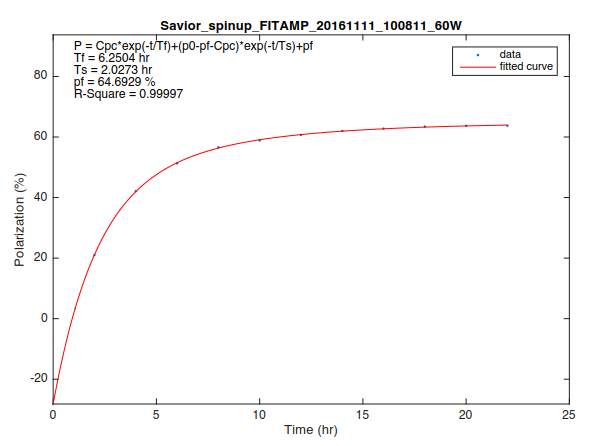 Savior_spinup_FITAMP_20161111_100811_60W
P = Cpc*exp(-t/Tf)+(p0-pf-Cpc)*exp(-t/Ts)+pf
Tf = 6.2504 hr
Ts = 2.0273 hr
pf = 64.6929 %
R-Square = 0.99997
data
fitted curve
80
60
40
20
0
-20
Polarization (%)
0 5 10 15 20 25
Time (hr)